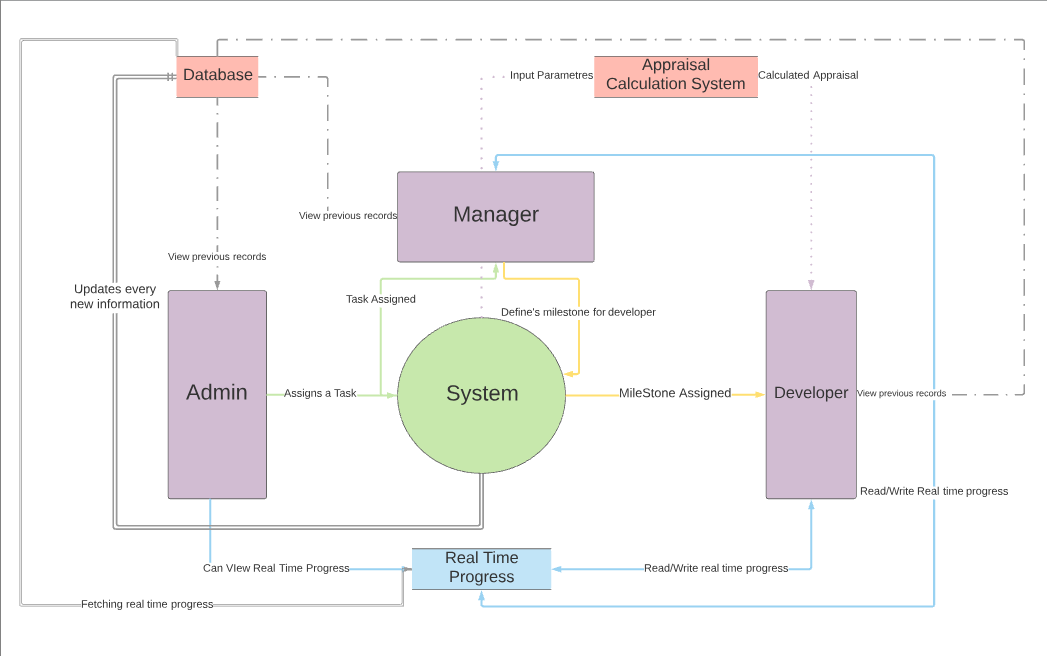 Database
Input Parametres
Appraisal
Calculation System
Calculated Appraisal
View previous records
Manager
View previous records
Updates every
new information
Task Assigned
Define's milestone for developer
Admin
Assigns a Task
System
MileStone Assigned
Developer
View previous records
Read/Write Real time progress
Real Time
Progress
Can VIew Real Time Progress
Read/Write real time progress
Fetching real time progress